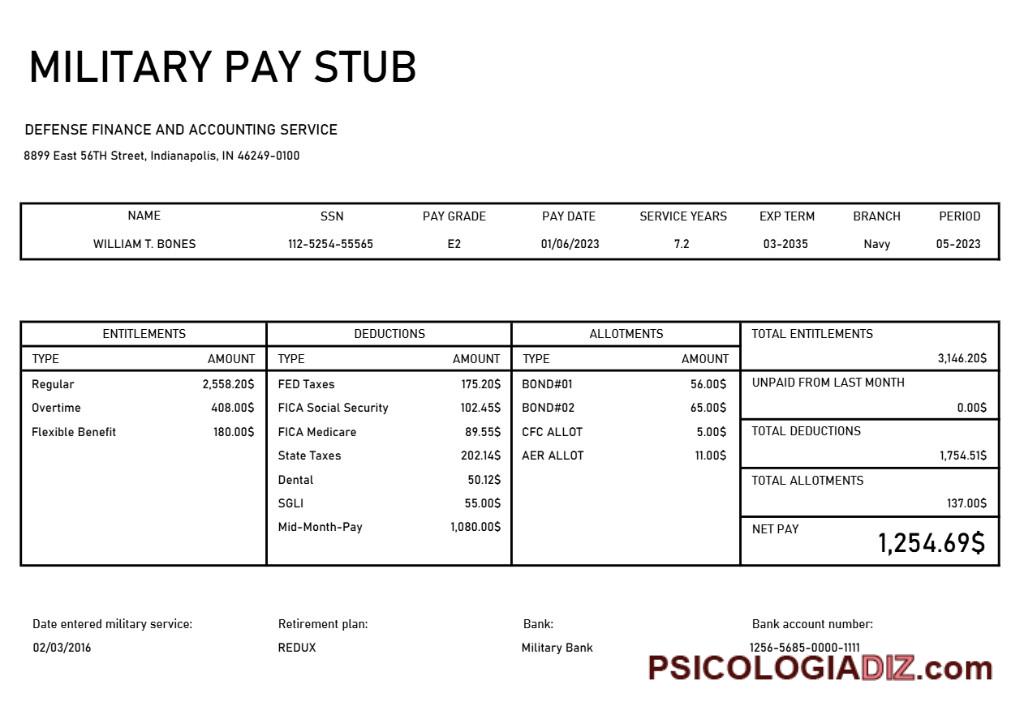 MILITARY PAY STUB
DEFENSE FINANCE AND ACCOUNTING SERVICE
8899 East 56TH Street, Indianapolis, IN 46249-0100
NAME SSN PAY GRADE PAY DATE SERVICE YEARS EXP TERM BRANCH PERIOD
WILLIAM T. BONES 112-5254-55565 E2 01/06/2023 7.2 03-2035 Navy 05-2023
ENTITLEMENTS DEDUCTIONS ALLOTMENTS TOTAL ENTITLEMENTS
TYPE AMOUNT TYPE AMOUNT TYPE AMOUNT 3,146.20$
Regular 2,558.20$ FED Taxes 175.20$ BOND#01 56.00$ UNPAID FROM LAST MONTH
Overtime 408.00$ FICA Social Security 102.45$ BOND#02 65.00$ 0.00$
Flexible Benefit 180.00$ FICA Medicare 89.55$ CFC ALLOT 5.00$ TOTAL DEDUCTIONS
State Taxes 202.14$ AER ALLOT 11.00$ 1,754.51$
Dental 50.12$ TOTAL ALLOTMENTS
SGLI 55.00$ 137.00$
Mid-Month-Pay 1,080.00$ NET PAY
1,254.69$
Date entered military service: Retirement plan: Bank: Bank account number:
02/03/2016 REDUX Military Bank 1256-5685-0000-1111
PSICOLOGIADIZ.com